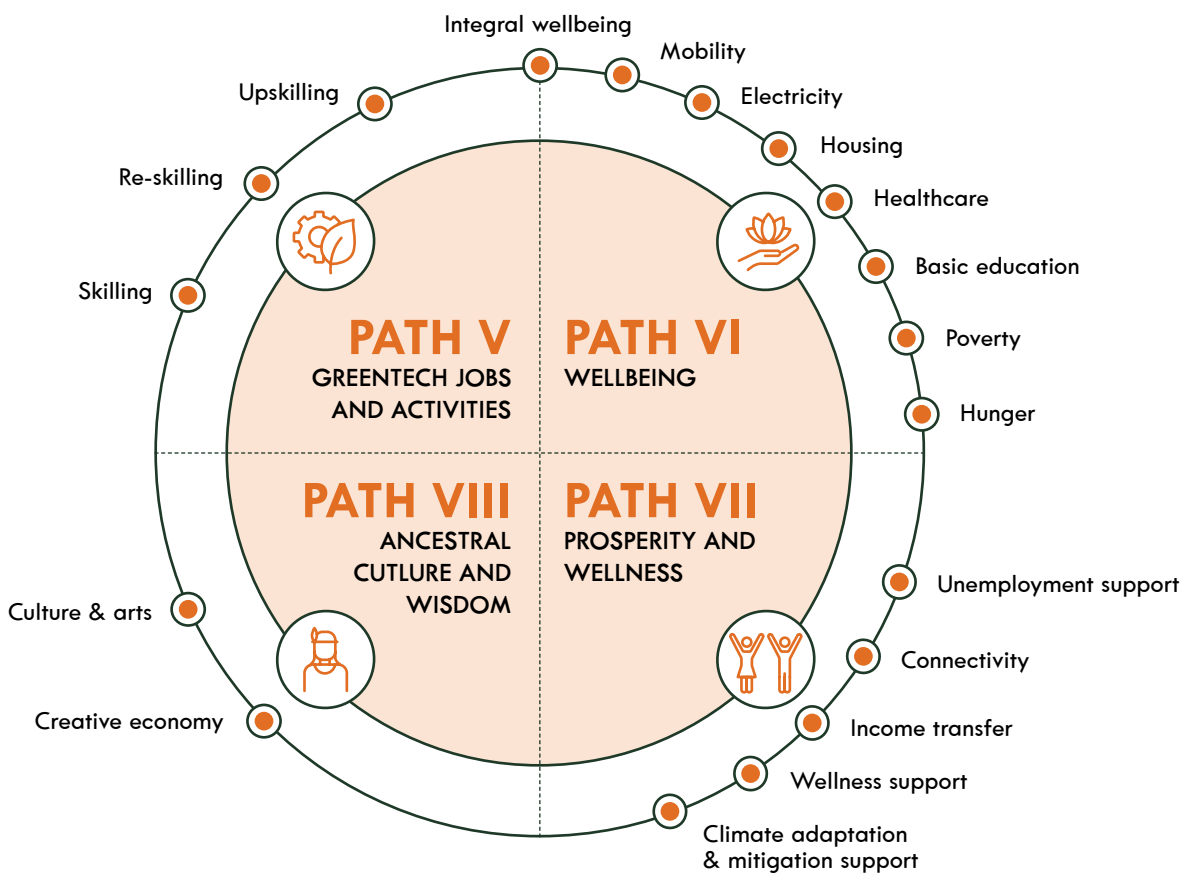 Integral wellbeing
Mobility
Upskilling
Electricity
Housing
Re-skilling
Healthcare
Basic education
Skilling
PATH V
GREENTECH JOBS
AND ACTIVITIES
PATH VI
WELLBEING
Poverty
Hunger
PATH VIII
ANCESTRAL
CUTLURE AND
WISDOM
PATH VII
PROSPERITY AND
WELLNESS
Unemployment support
Culture & arts
Connectivity
Creative economy
Income transfer
Wellness support
Climate adaptation
& mitigation support